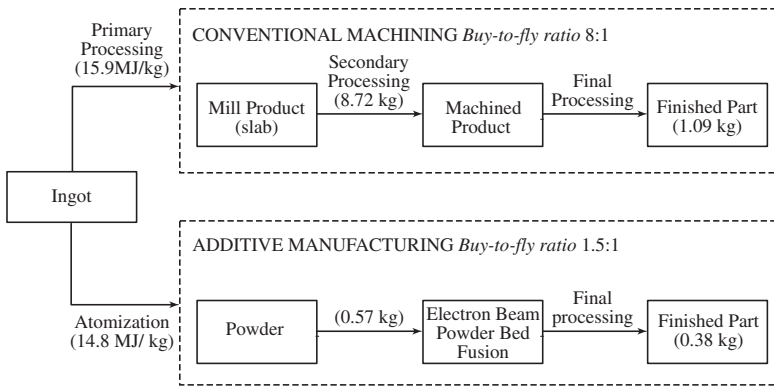 Primary
Processing
(15.9MJ/kg)
CONVENTIONAL MACHINING Buy-to-fly ratio 8:1
Mill Product
(slab)
Secondary
Processing
(8.72 kg)
Machined
Product
Final
Processing
Finished Part
(1.09 kg)
Ingot
ADDITIVE MANUFACTURING Buy-to-fly ratio 1.5:1
Atomization
(14.8 MJ/ kg)
Powder
(0.57 kg)
Electron Beam
Powder Bed
Fusion
Final
processing
Finished Part
(0.38 kg)